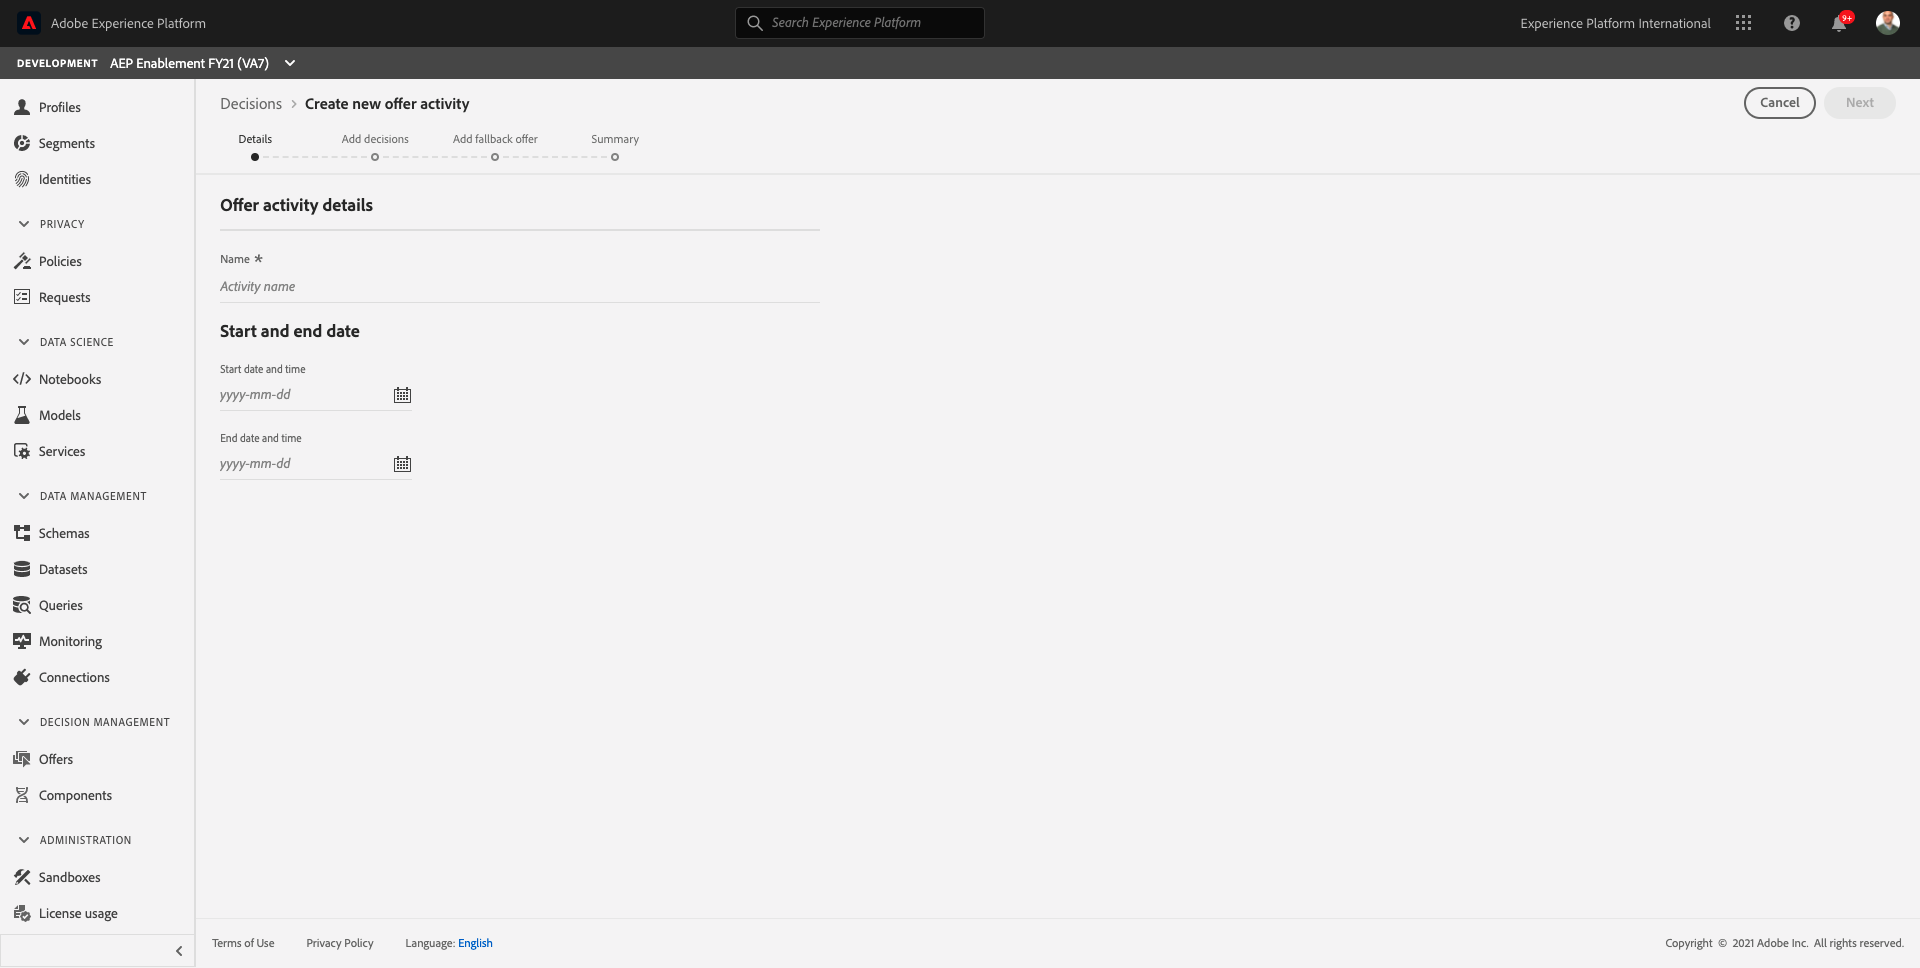 Adobe Experience Platform
Search Experience Platform
Experience Platform International
9+
DEVELOPMENT AEP Enablement FY21 (VA7)
Profiles
Segments
Identities
PRIVACY
Policies
Requests
DATA SCIENCE
Notebooks
Models
Services
DATA MANAGEMENT
Schemas
Datasets
Queries
Monitoring
Connections
DECISION MANAGEMENT
Offers
Components
ADMINISTRATION
Sandboxes
License usage
Decisions > Create new offer activity
Cancel
Next
Details
Add decisions
Add fallback offer
Summary
Offer activity details
Name *
Activity name
Start and end date
Start date and time
yyyy-mm-dd
End date and time
yyyy-mm-dd
Terms of Use
Privacy Policy
Language: English
Copyright © 2021 Adobe Inc. All rights reserved.